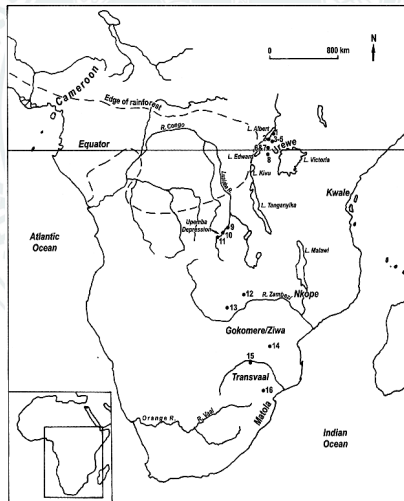 N
0 800 km
Cameroon
Edge of rainforest
R. Congo
L. Albert
2 3-5
Urewe
Equator
6 7
8
L. Edward
L. Victoria
L. Kivu
Lualaba R.
Kwale
L. Tanganyika
Upemba
Depression
9
10
11
Atlantic
Ocean
L. Malawi
12
13
R. Zambezi
Nkope
Gokomere/Ziwa
14
15
Transvaal
16
Matola
Orange R.
R. Vaal
Indian
Ocean